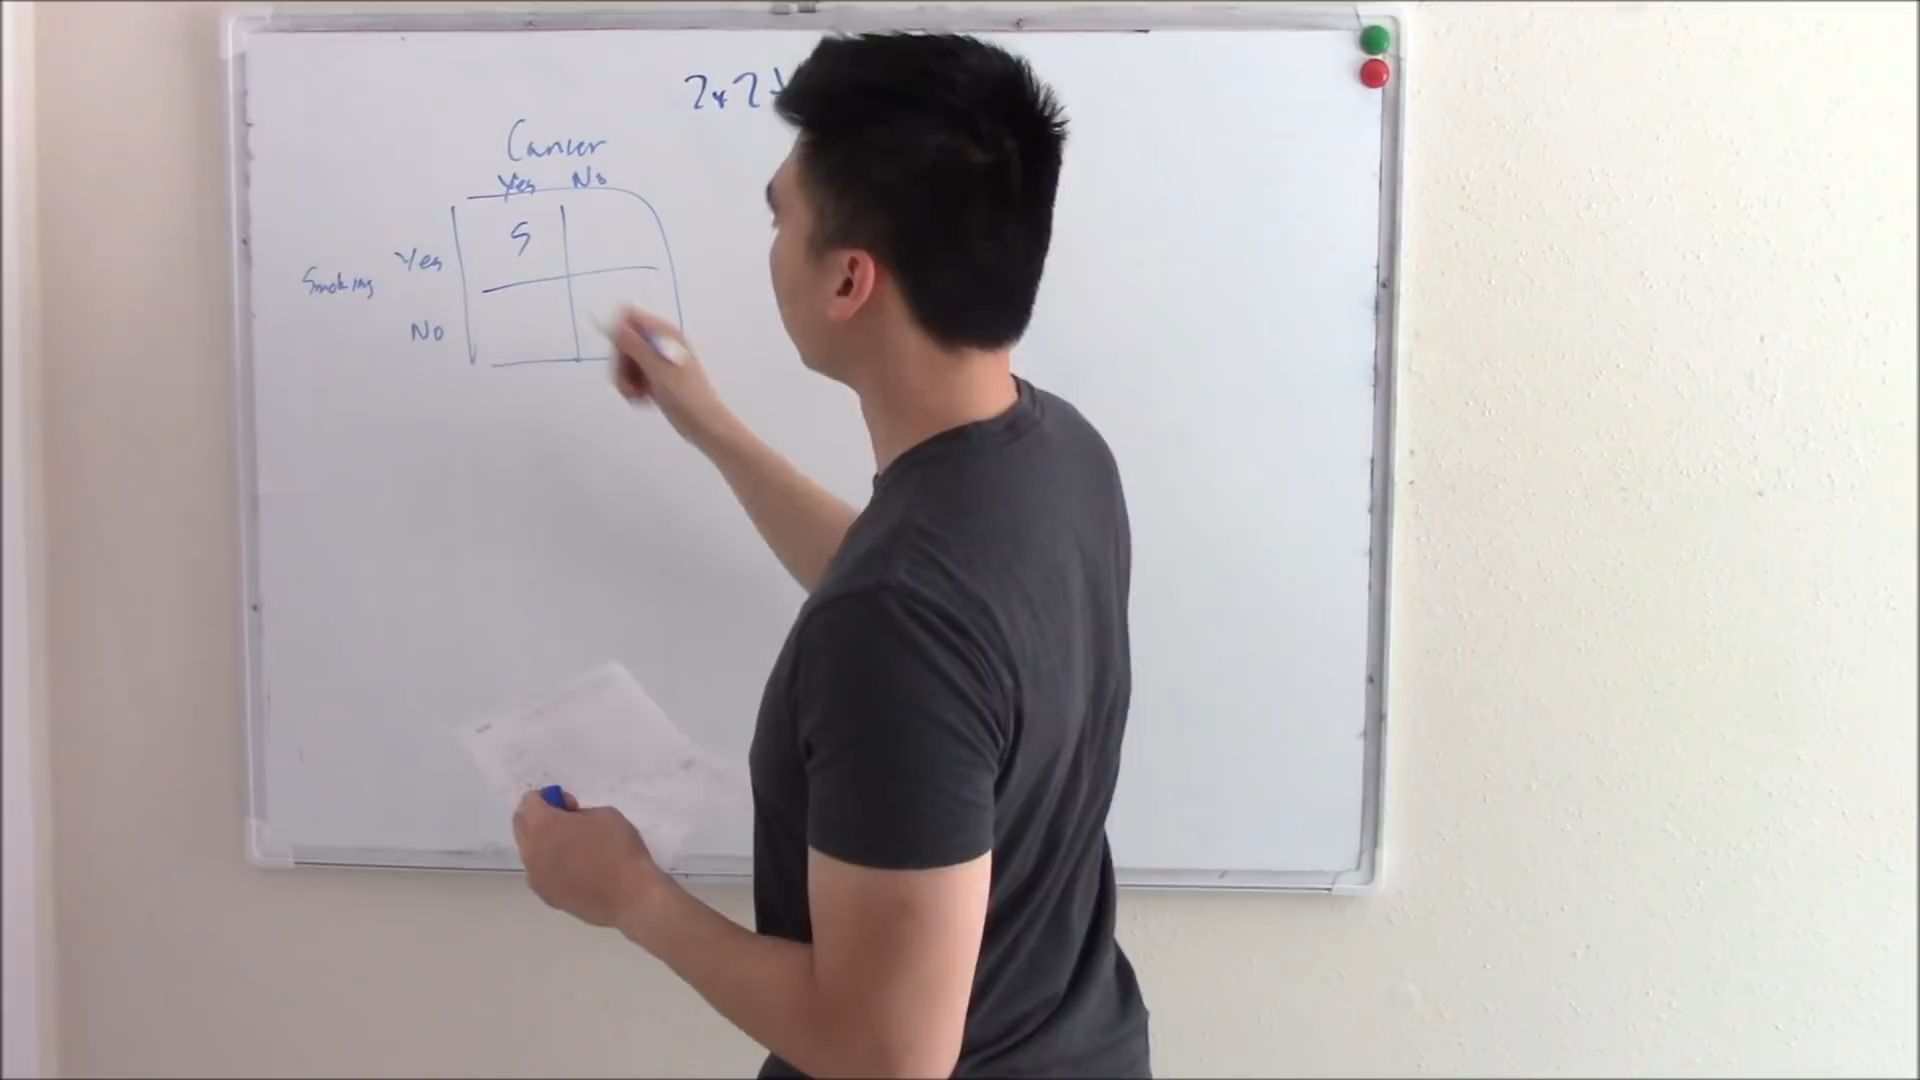 2x2
Cancer
Yes No
5
Yes
Smoking
No